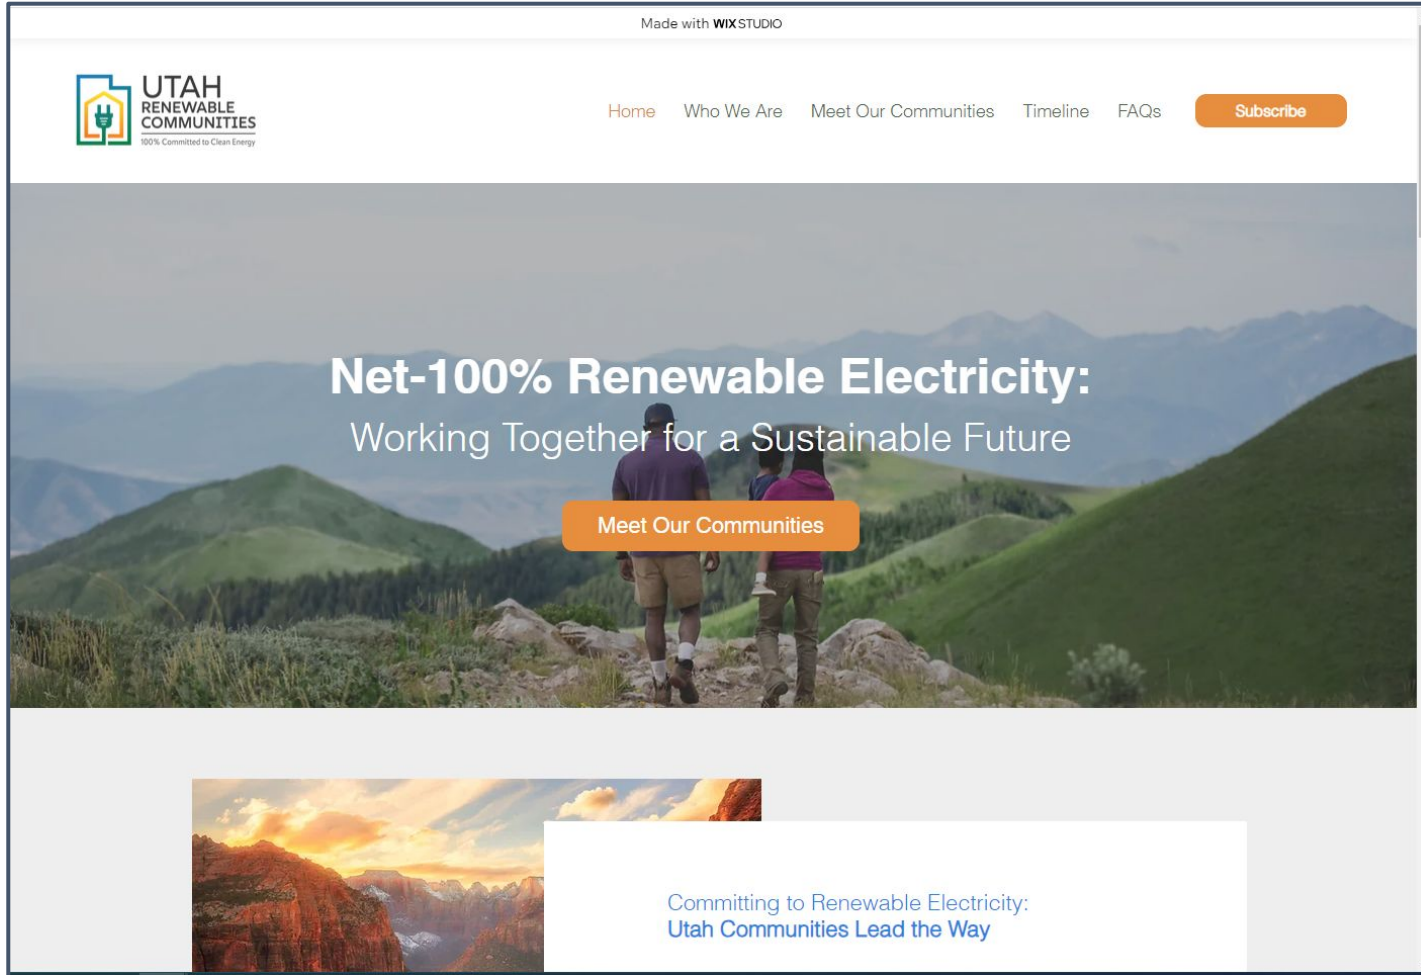 Made with WIX STUDIO
UTAH
RENEWABLE
COMMUNITIES
100% Committed to Clean Energy
Home Who We Are Meet Our Communities Timeline FAQs Subscribe
Net-100% Renewable Electricity:
Working Together for a Sustainable Future
Meet Our Communities
Committing to Renewable Electricity:
Utah Communities Lead the Way